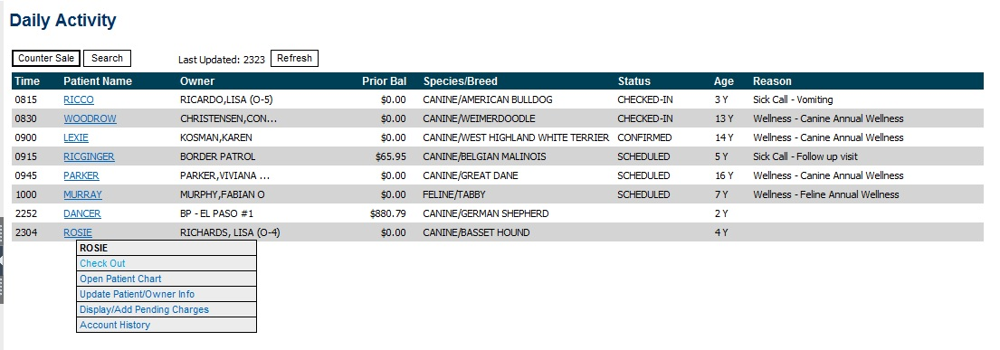 Daily Activity
Counter Sale Search Last Updated: 2323 Refresh
Time Patient Name Owner Prior Bal Species/Breed Status Age Reason
0815 RICCO RICARDO,LISA (O-5) $0.00 CANINE/AMERICAN BULLDOG CHECKED-IN 3 Y Sick Call - Vomiting
0830 WOODROW CHRISTENSEN,CON... $0.00 CANINE/WEIMERDOODLE CHECKED-IN 13 Y Wellness - Canine Annual Wellness
0900 LEXIE KOSMAN,KAREN $0.00 CANINE/WEST HIGHLAND WHITE TERRIER CONFIRMED 14 Y Wellness - Canine Annual Wellness
0915 RICGINGER BORDER PATROL $65.95 CANINE/BELGIAN MALINOIS SCHEDULED 5 Y Sick Call - Follow up visit
0945 PARKER PARKER,VIVIANA ... $0.00 CANINE/GREAT DANE SCHEDULED 16 Y Wellness - Canine Annual Wellness
1000 MURRAY MURPHY,FABIAN O $0.00 FELINE/TABBY SCHEDULED 7 Y Wellness - Feline Annual Wellness
2252 DANCER BP - EL PASO #1 $880.79 CANINE/GERMAN SHEPHERD 2 Y
2304 ROSIE RICHARDS, LISA (O-4) $0.00 CANINE/BASSET HOUND 4 Y
ROSIE
Check Out
Open Patient Chart
Update Patient/Owner Info
Display/Add Pending Charges
Account History